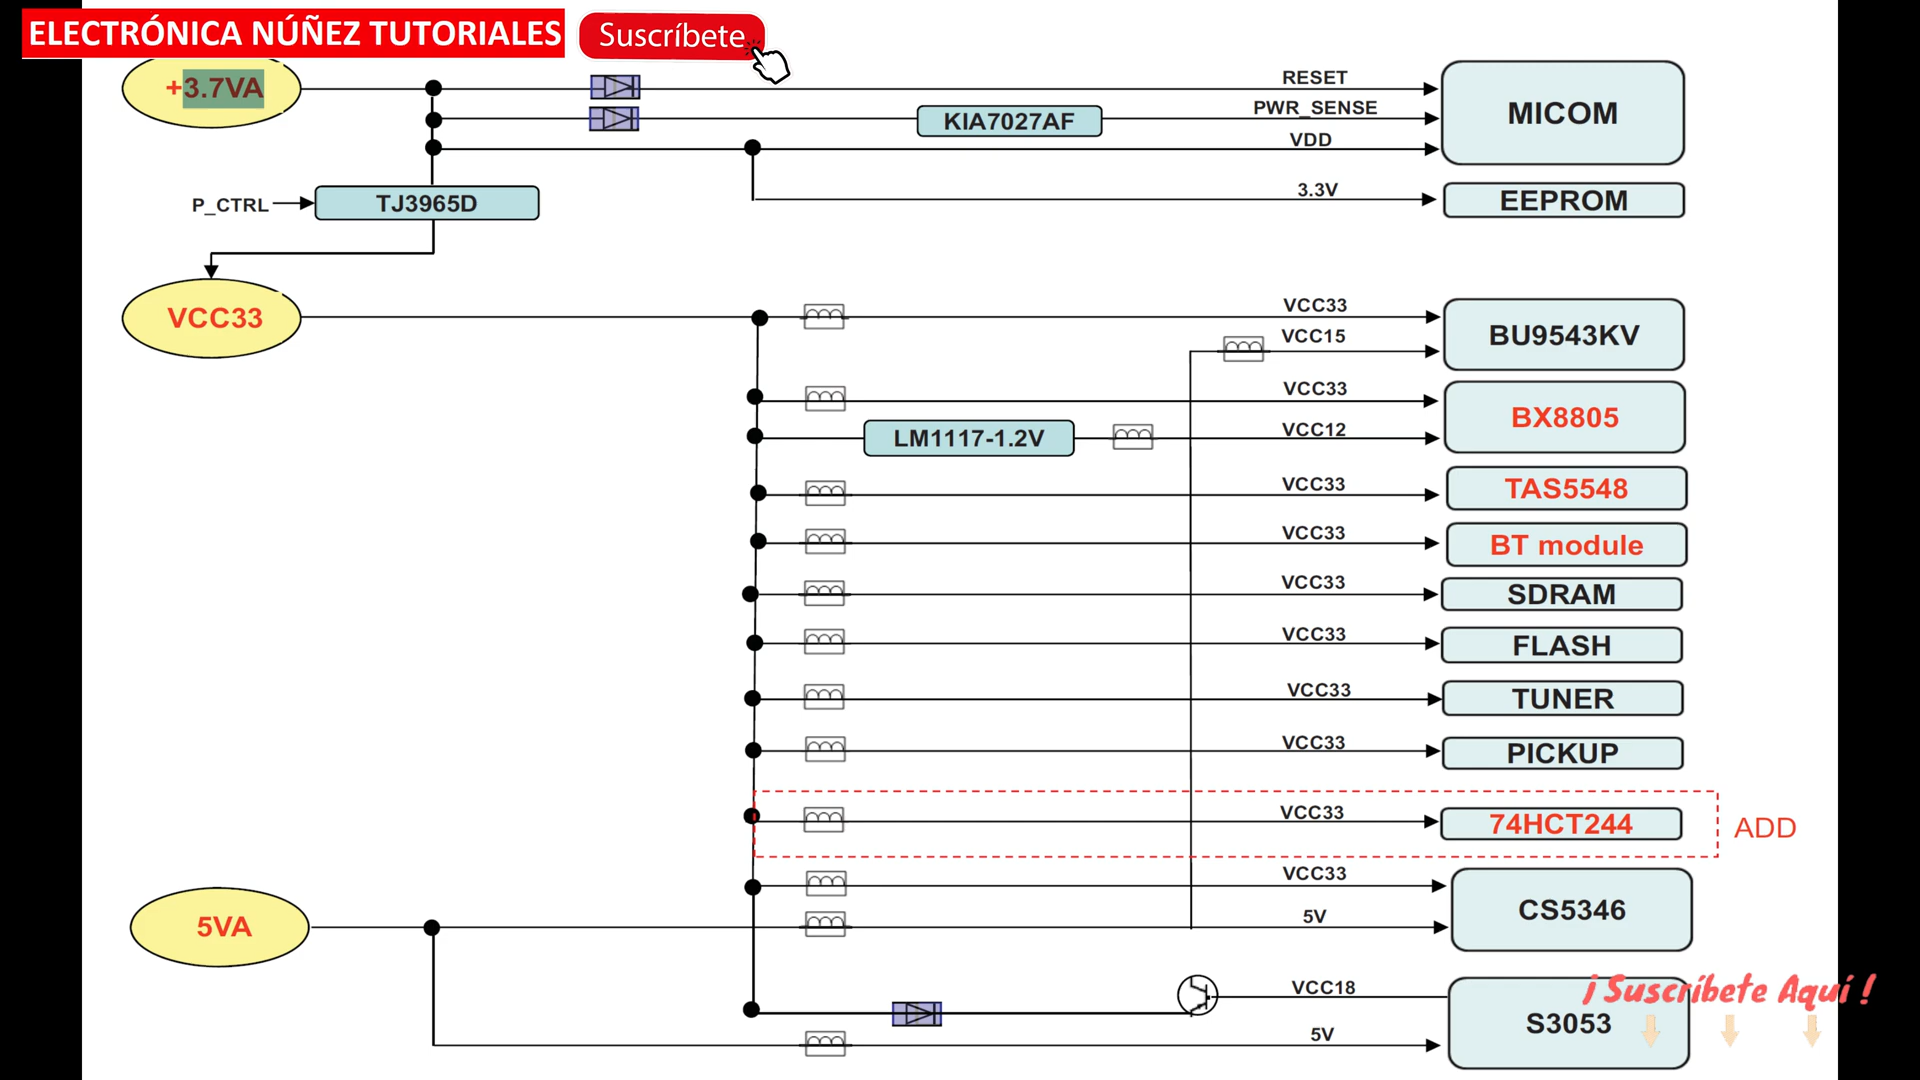 ELECTRÓNICA NÚÑEZ TUTORIALES
Suscríbete
+3.7VA
RESET
PWR_SENSE
KIA7027AF
VDD
MICOM
P_CTRL
TJ3965D
3.3V
EEPROM
VCC33
VCC33
VCC15
BU9543KV
VCC33
LM1117-1.2V
VCC12
BX8805
VCC33
TAS5548
VCC33
BT module
VCC33
SDRAM
VCC33
FLASH
VCC33
TUNER
VCC33
PICKUP
VCC33
74HCT244
ADD
5VA
VCC33
5V
CS5346
VCC18
5V
S3053
¡ Suscríbete Aquí !